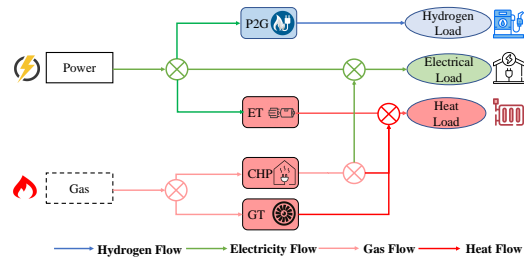 P2G
Hydrogen
Load
Power
Electrical
Load
ET
Heat
Load
CHP
Gas
GT
Hydrogen Flow
Electricity Flow
Gas Flow
Heat Flow